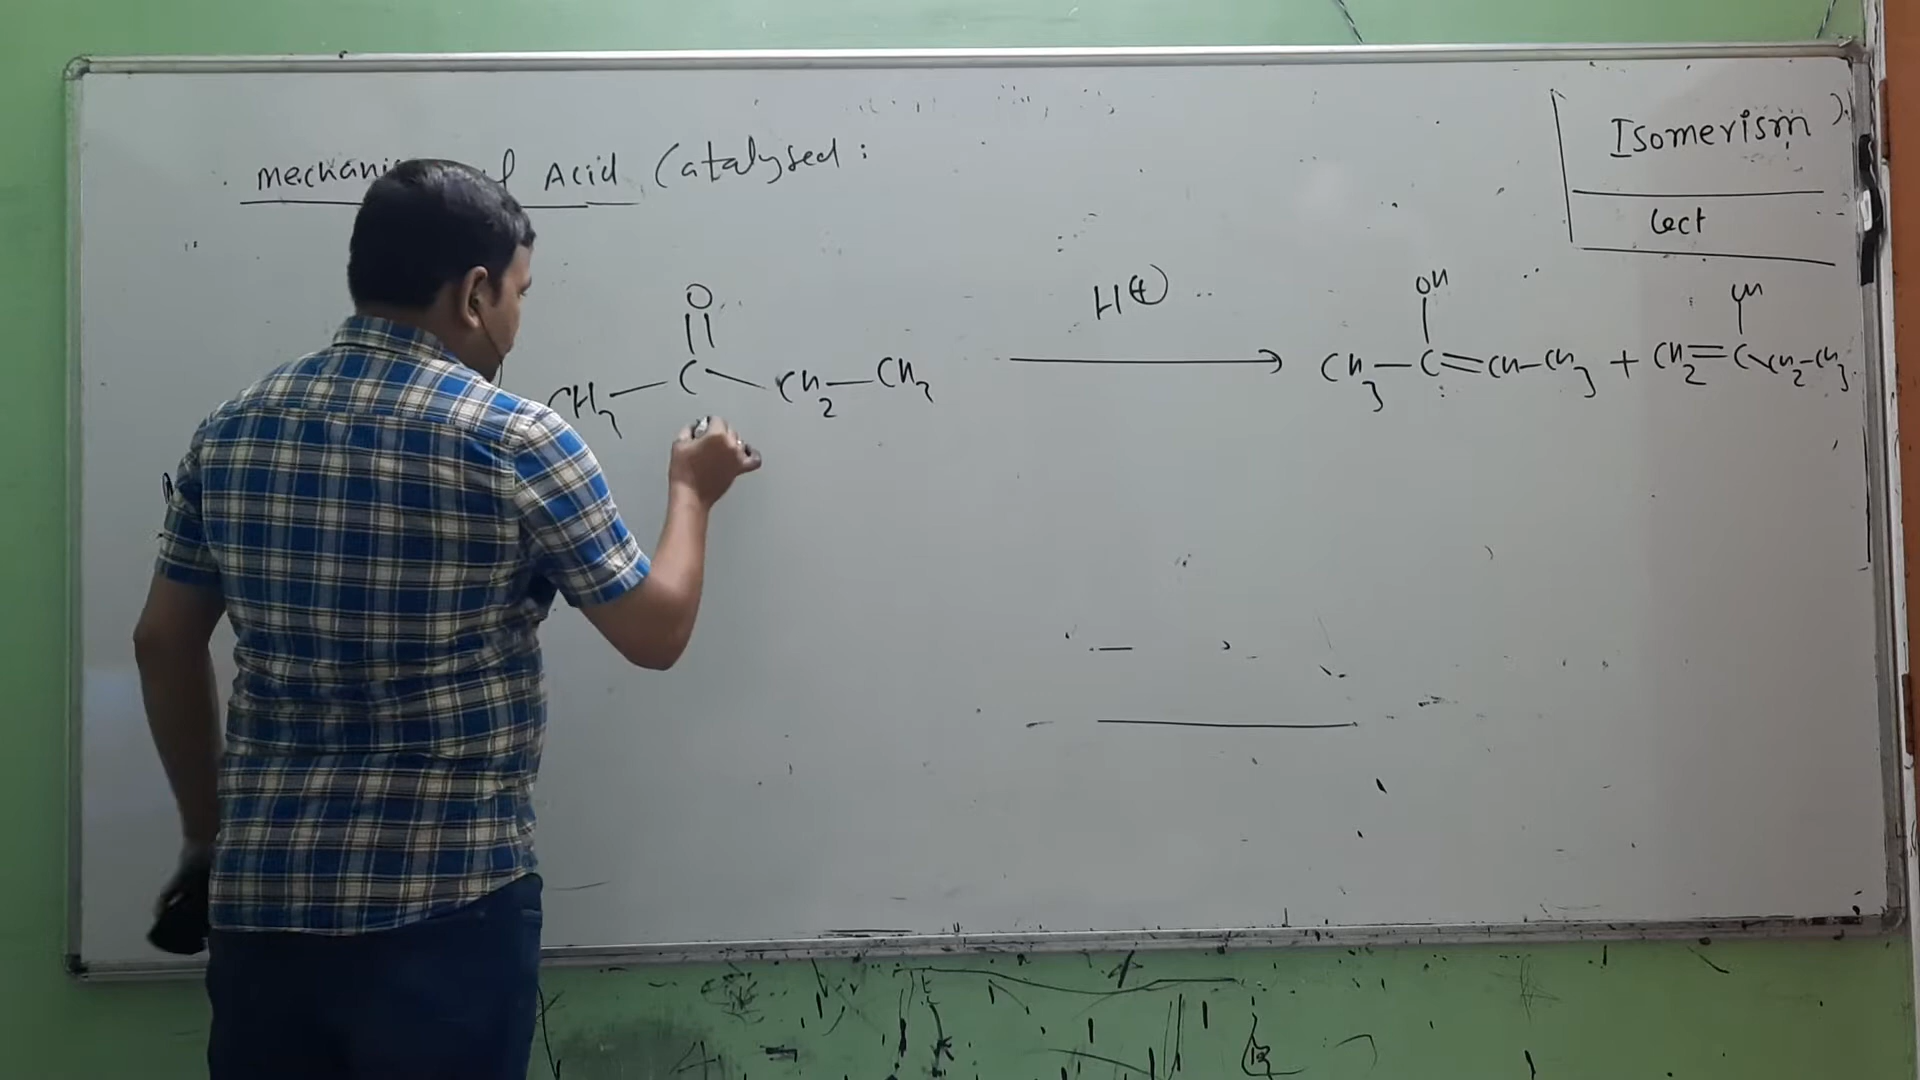 Mechani f Acid Catalysed :
Isomerism
Lect
O
H⊕
OH
OH
CH3—C—CH2—CH3
CH3—C=CH—CH3 + CH2=C—CH2—CH3